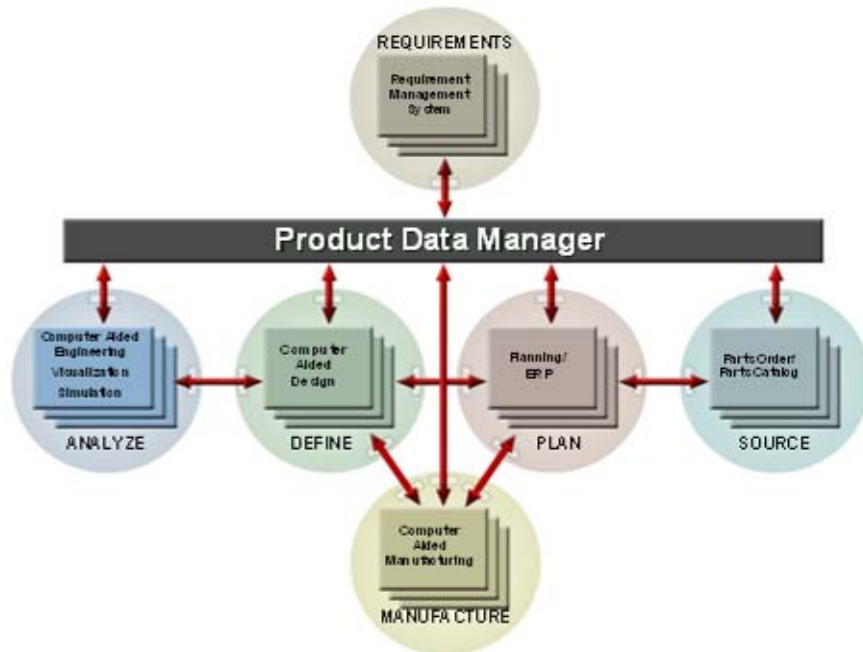 REQUIREMENTS
Requirement
Management
System
Product Data Manager
Computer Aided
Engineering
Visualization
Simulation
ANALYZE
Computer
Aided
Design
DEFINE
Planning/
ERP
PLAN
Parts Order/
Parts Catalog
SOURCE
Computer
Aided
Manufacturing
MANUFACTURE